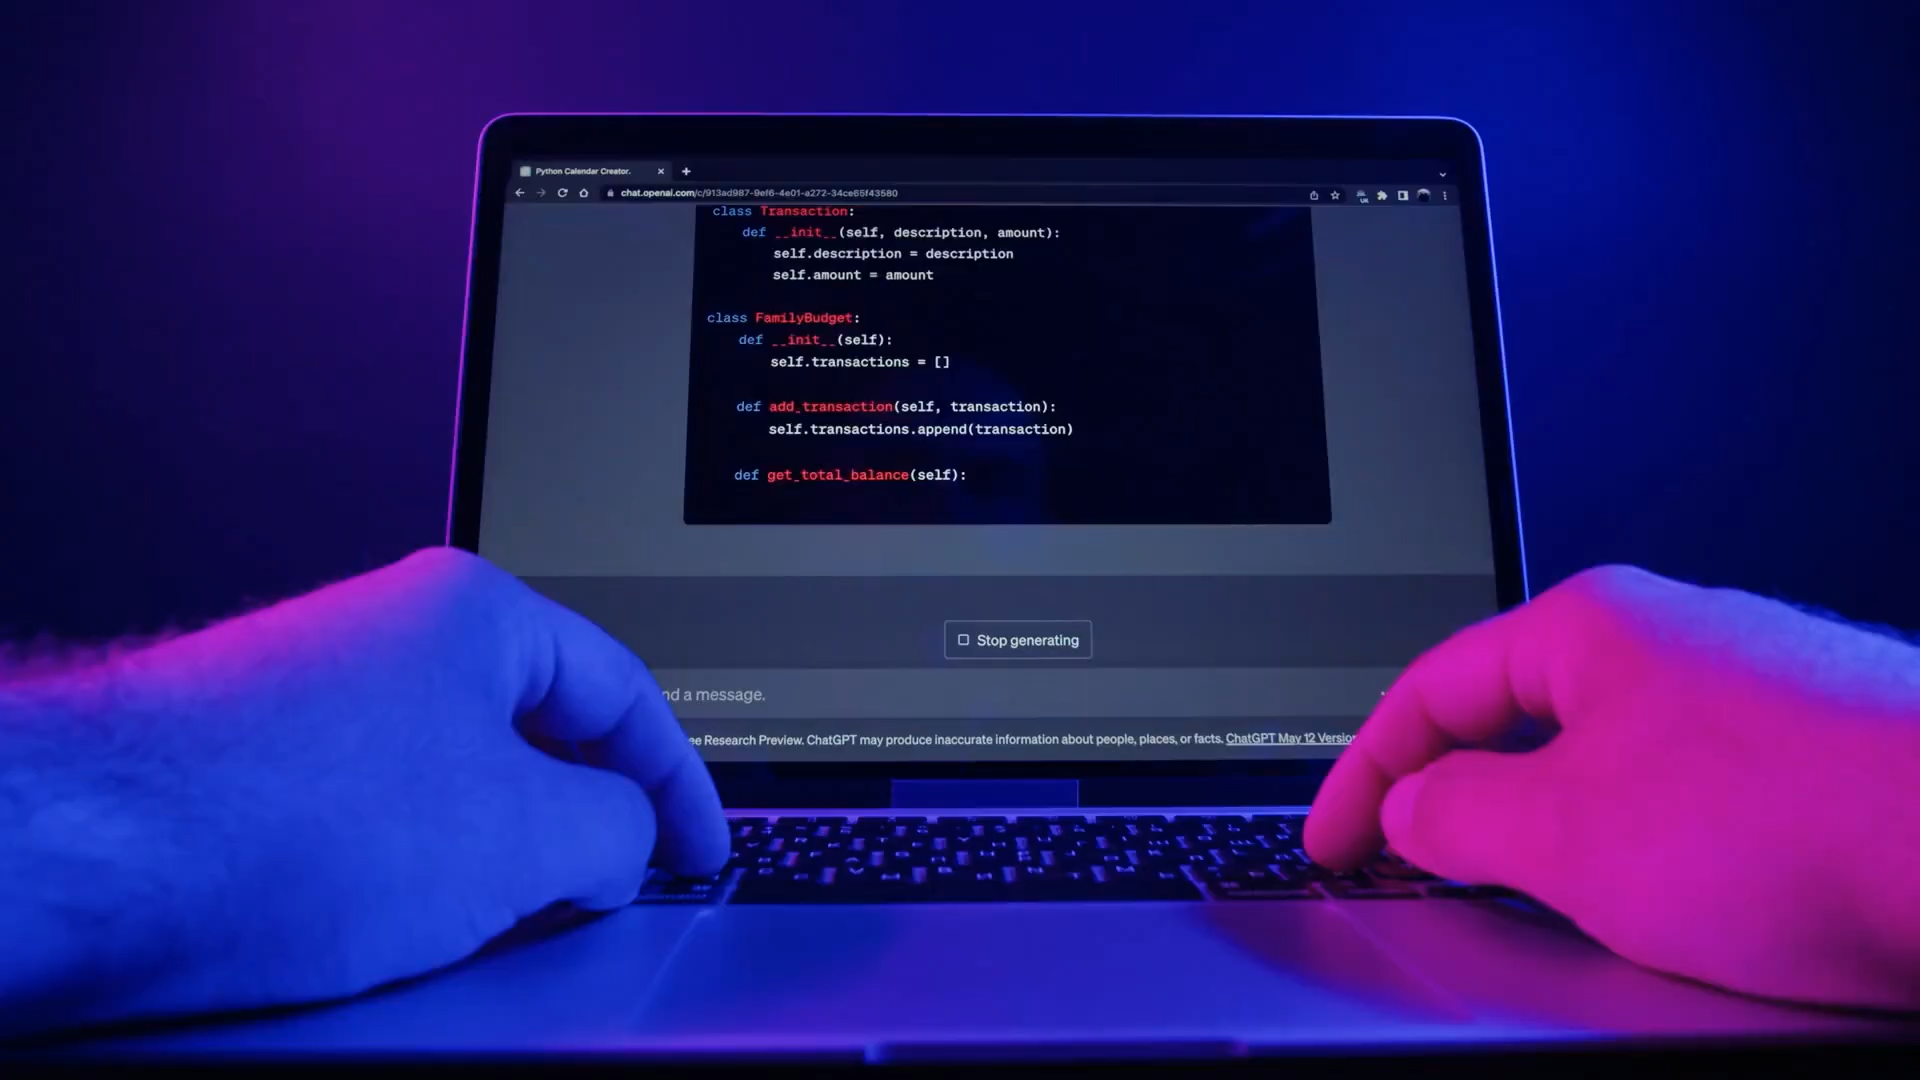 Python Calendar Creator.
chat.openai.com/c/913ad987-9ef6-4e01-a272-34ce65f43580
class Transaction:
def __init__(self, description, amount):
self.description = description
self.amount = amount
class FamilyBudget:
def __init__(self):
self.transactions = []
def add_transaction(self, transaction):
self.transactions.append(transaction)
def get_total_balance(self):
Stop generating
nd a message.
ee Research Preview. ChatGPT may produce inaccurate information about people, places, or facts. ChatGPT May 12 Version